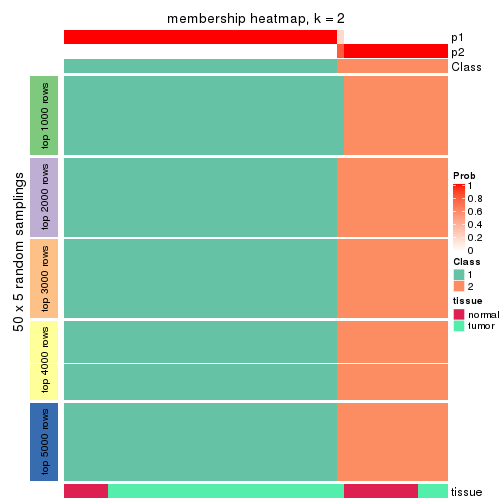 membership heatmap, k = 2
p1
p2
Class
50 x 5 random samplings
top 1000 rows
top 2000 rows
top 3000 rows
top 4000 rows
top 5000 rows
Prob
1
0.8
0.6
0.4
0.2
0
Class
1
2
tissue
normal
tumor
tissue